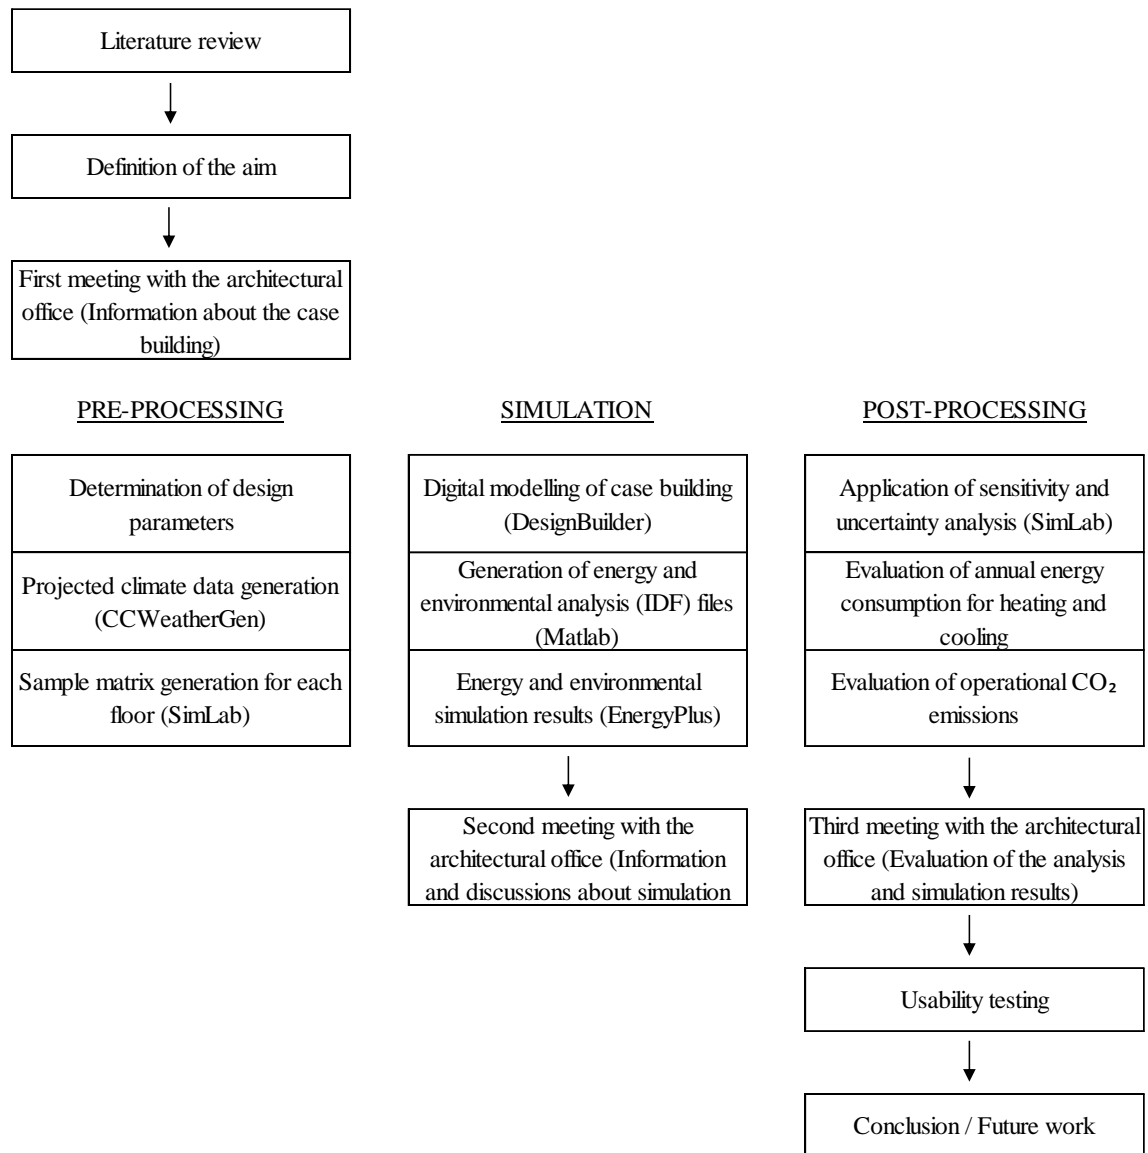 Literature review
Definition of the aim
First meeting with the architectural
office (Information about the case
building)
PRE-PROCESSING
Determination of design
parameters
Projected climate data generation
(CCWeatherGen)
Sample matrix generation for each
floor (SimLab)
SIMULATION
Digital modelling of case building
(DesignBuilder)
Generation of energy and
environmental analysis (IDF) files
(Matlab)
Energy and environmental
simulation results (EnergyPlus)
Second meeting with the
architectural office (Information
and discussions about simulation
POST-PROCESSING
Application of sensitivity and
uncertainty analysis (SimLab)
Evaluation of annual energy
consumption for heating and
cooling
Evaluation of operational CO₂
emissions
Third meeting with the architectural
office (Evaluation of the analysis
and simulation results)
Usability testing
Conclusion / Future work